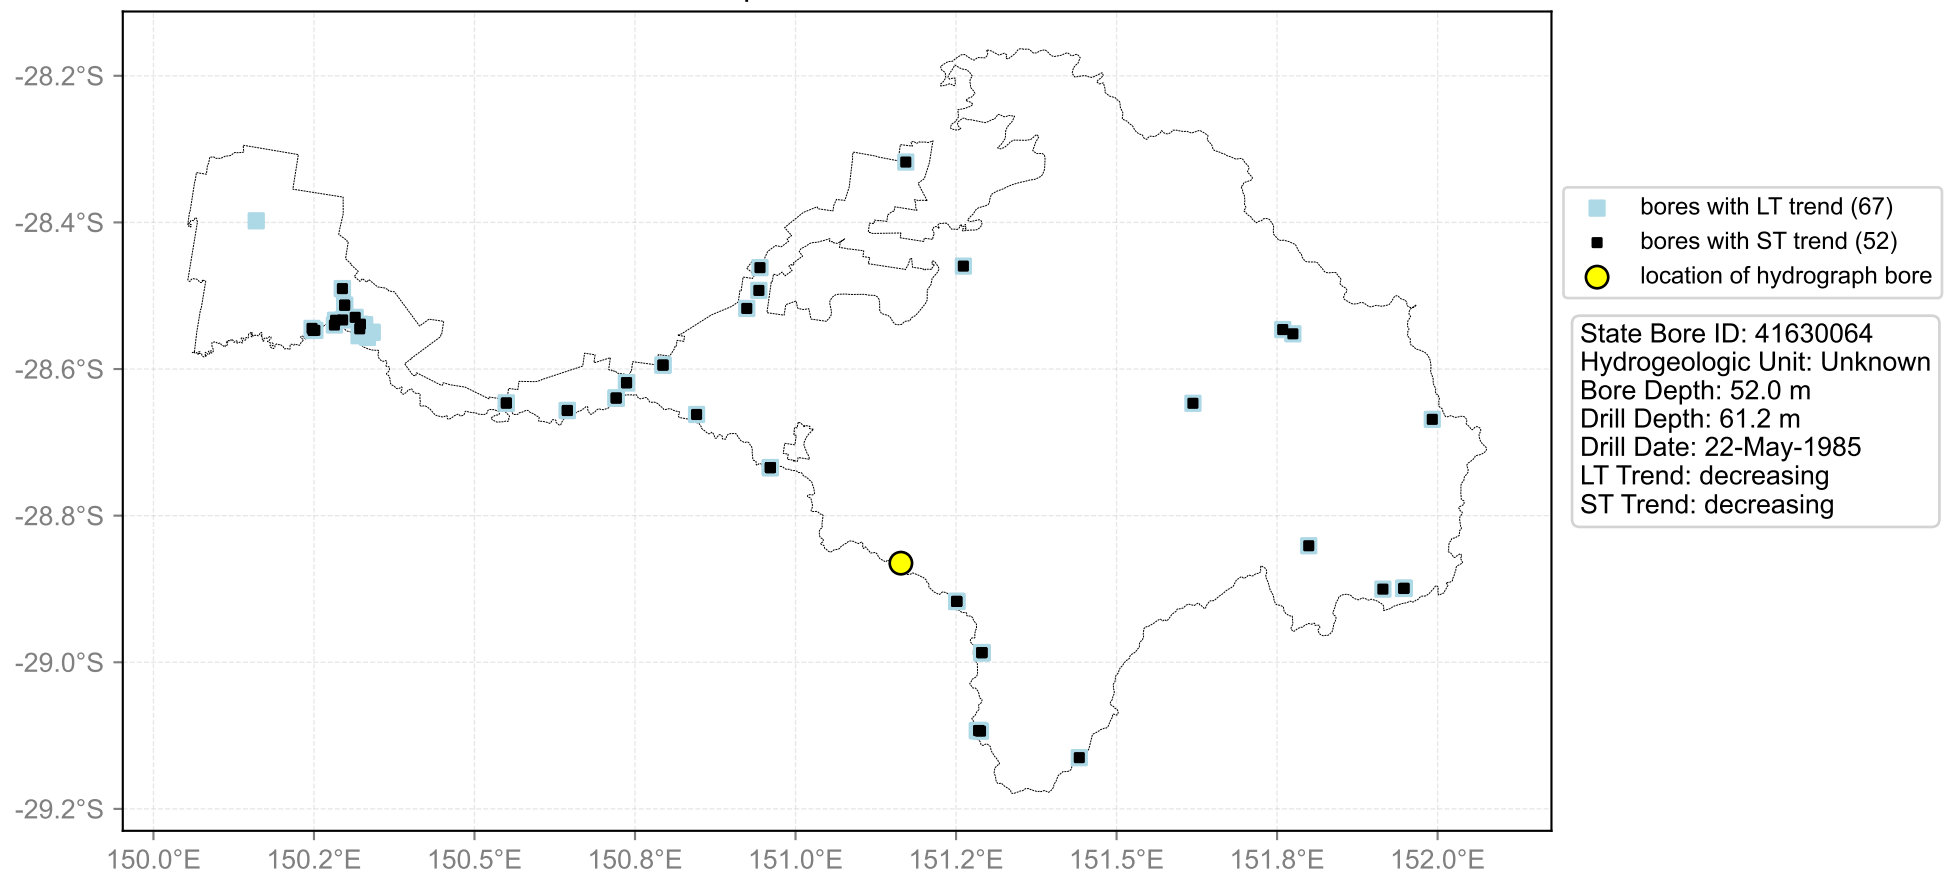 -28.2°S
-28.4°S
-28.6°S
-28.8°S
-29.0°S
-29.2°S
150.0°E 150.2°E 150.5°E 150.8°E 151.0°E 151.2°E 151.5°E 151.8°E 152.0°E
bores with LT trend (67)
bores with ST trend (52)
location of hydrograph bore
State Bore ID: 41630064
Hydrogeologic Unit: Unknown
Bore Depth: 52.0 m
Drill Depth: 61.2 m
Drill Date: 22-May-1985
LT Trend: decreasing
ST Trend: decreasing